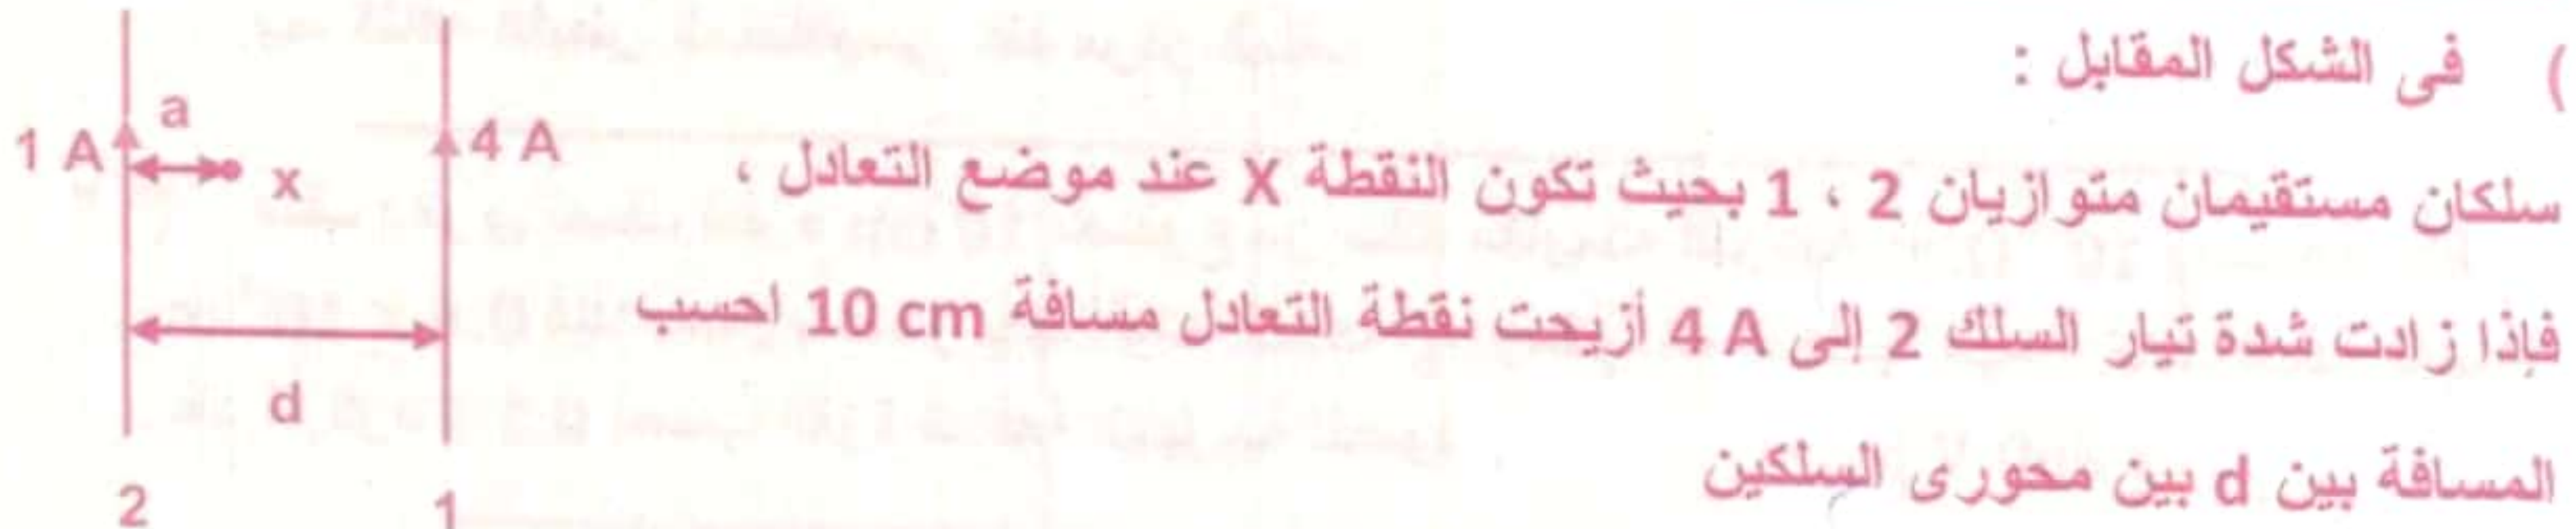 ) فى الشكل المقابل :
سلكان مستقيمان متوازيان 2 ، 1 بحيث تكون النقطة X عند موضع التعادل ،
فإذا زادت شدة تيار السلك 2 إلى 4 A أزيحت نقطة التعادل مسافة 10 cm احسب
المسافة بين d بين محورى السلكين
1 A
a
x
4 A
d
2
1